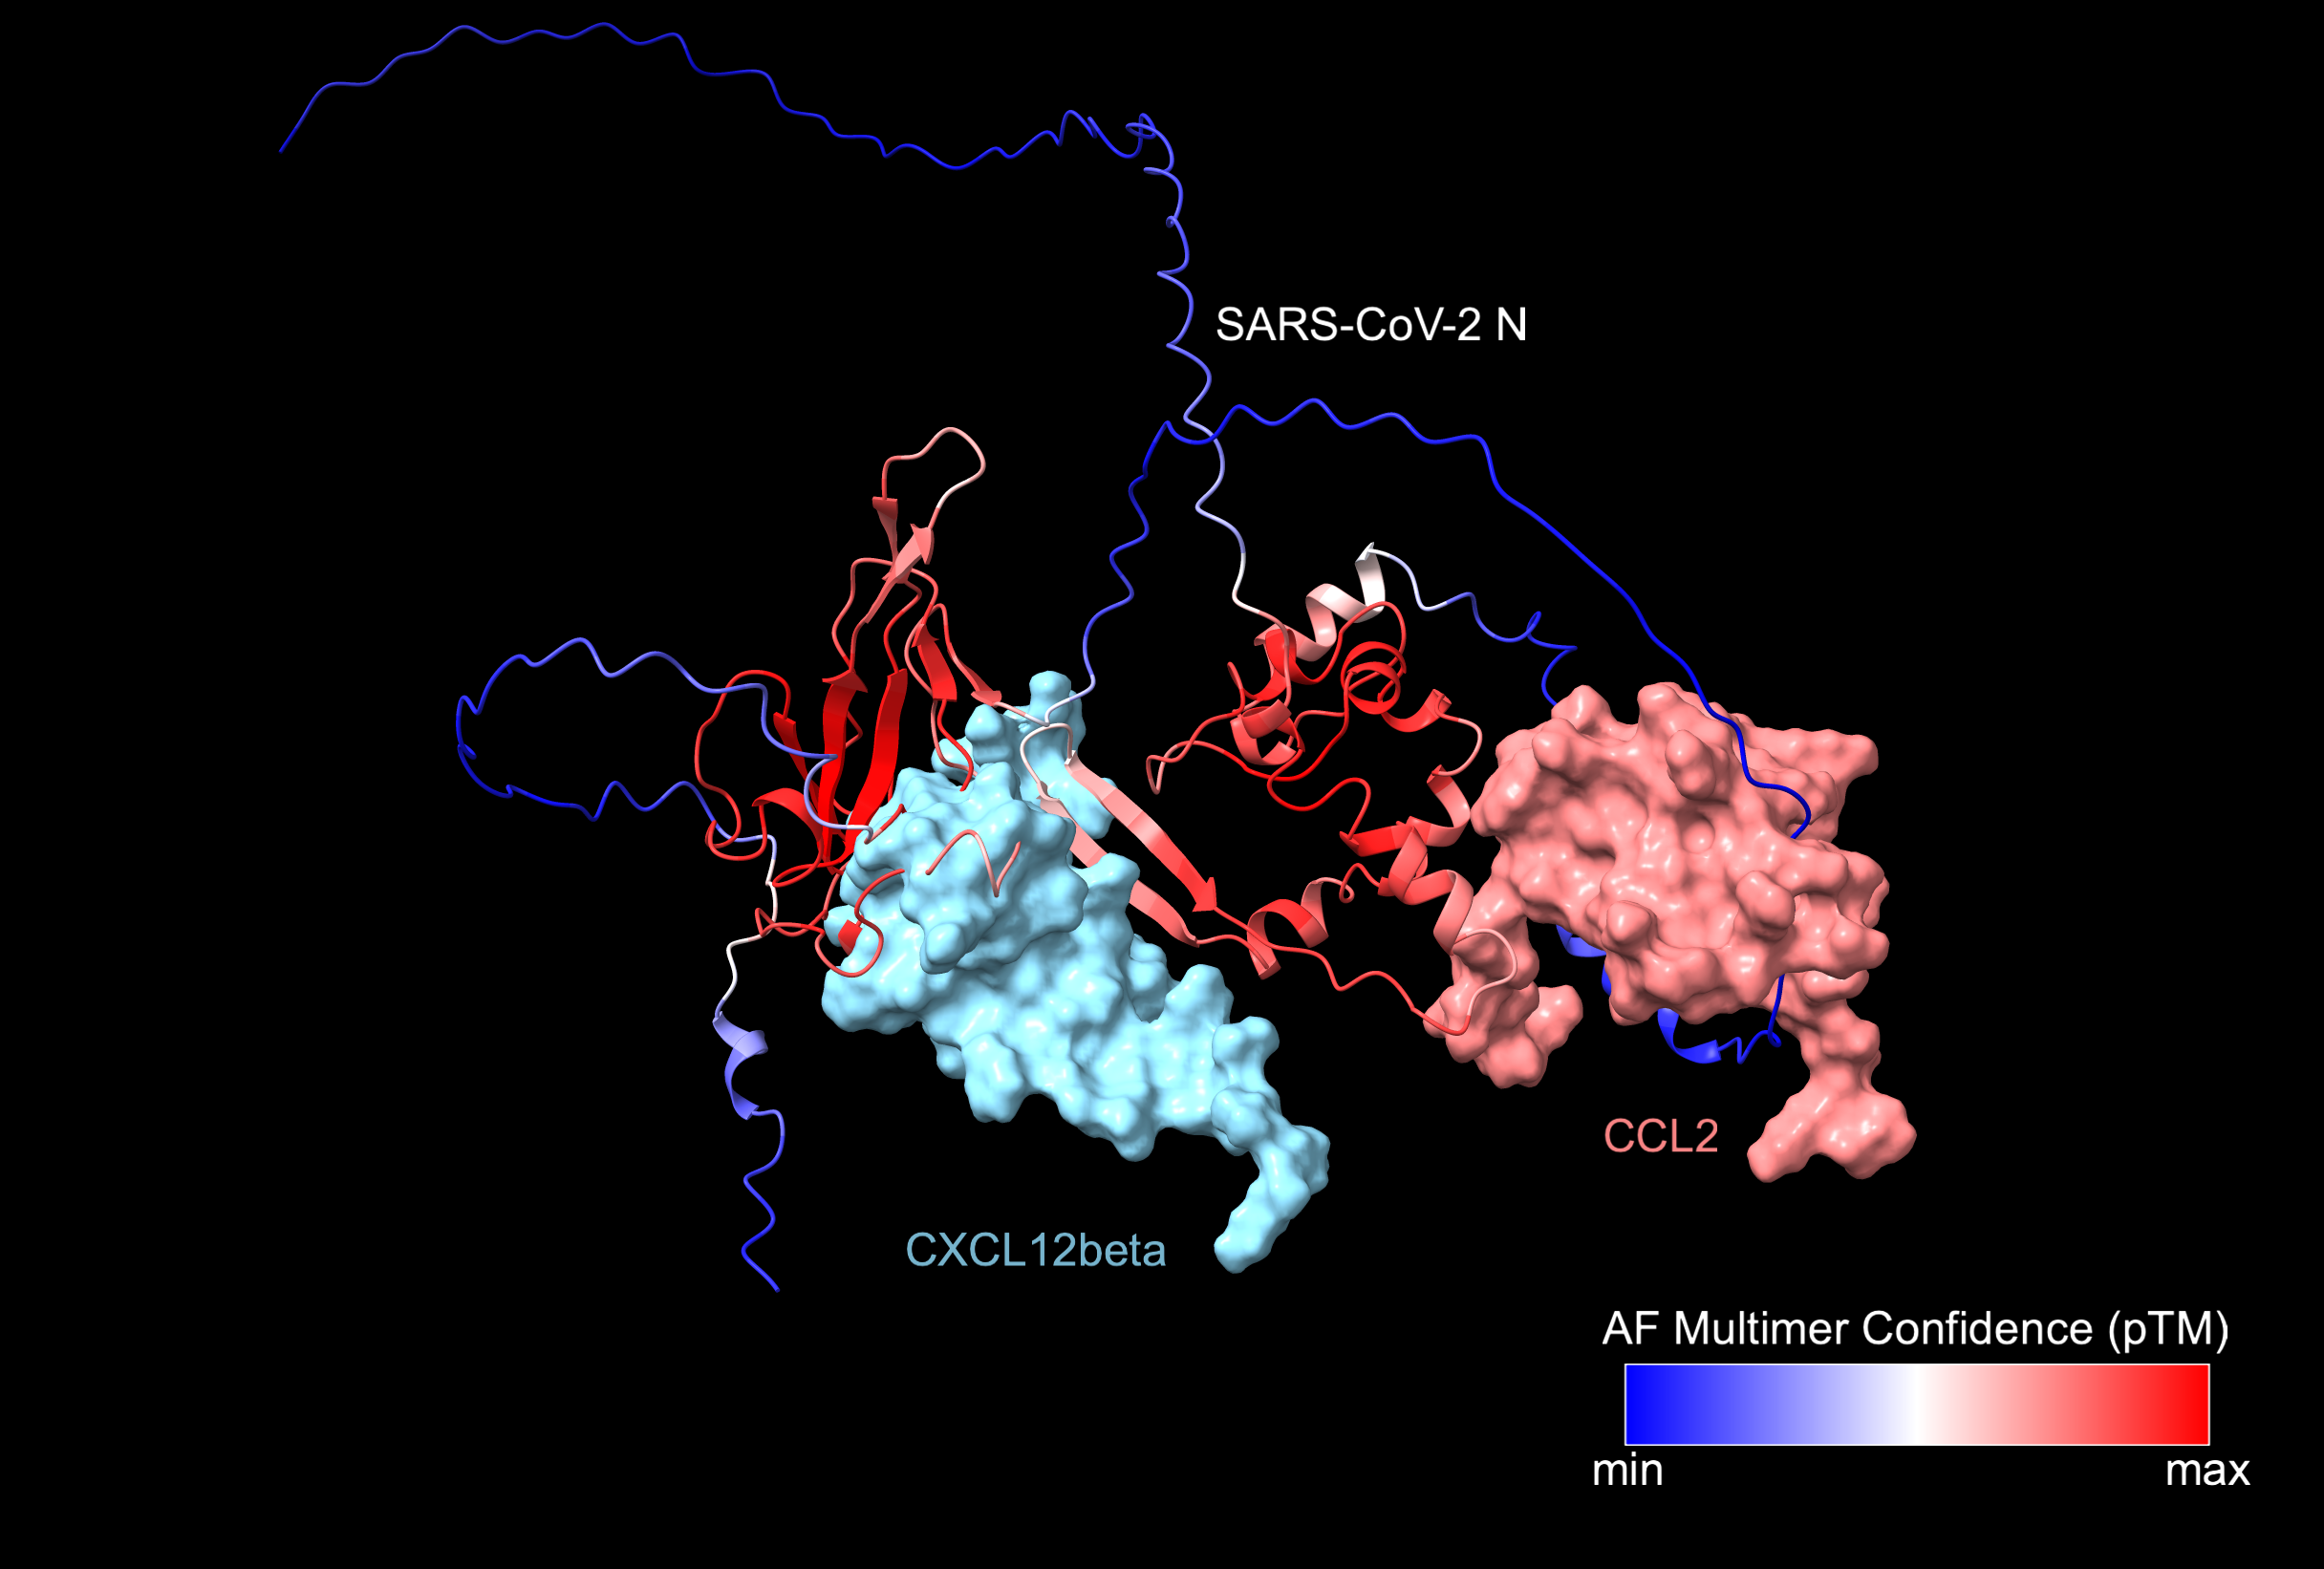 SARS-CoV-2 N
CCL2
CXCL12beta
AF Multimer Confidence (pTM)
min
max